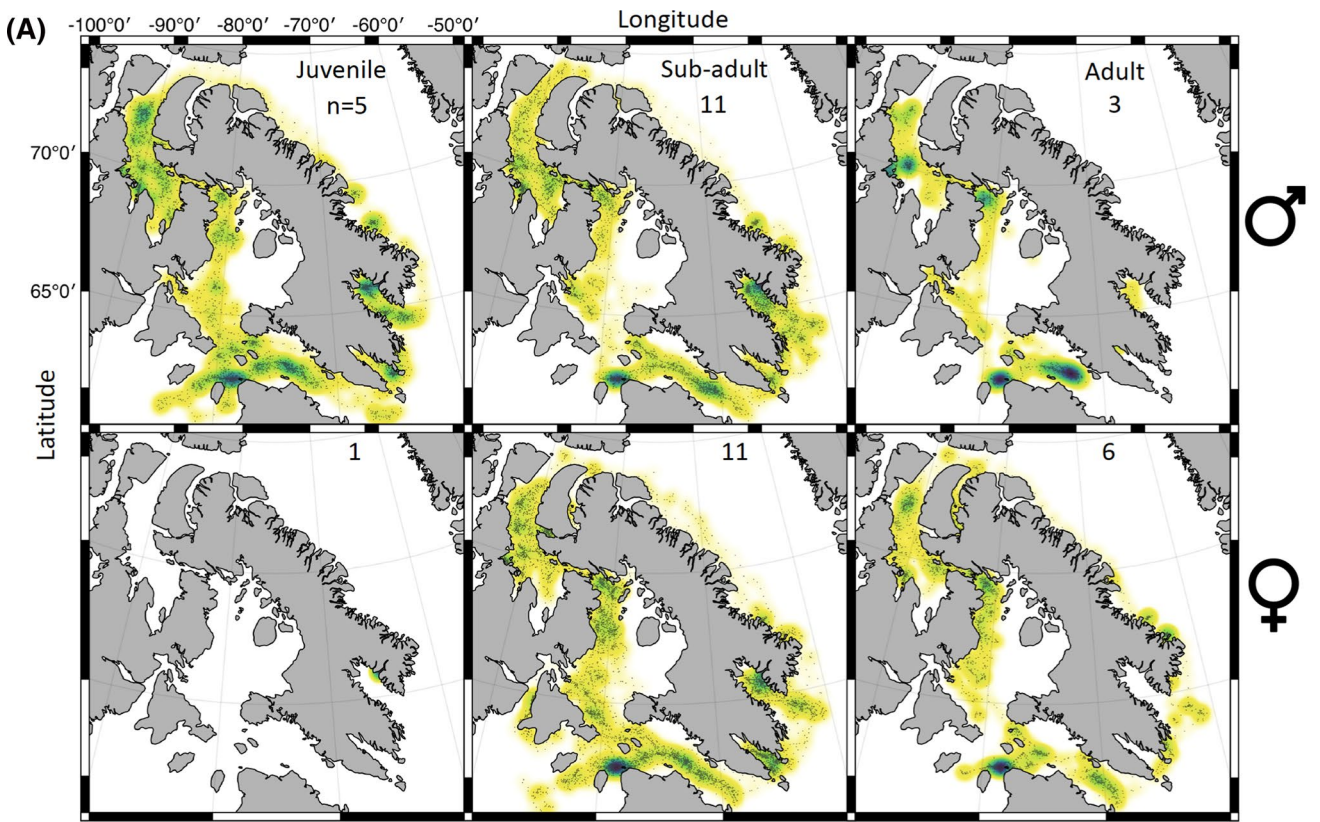 (A)
Longitude
-100°0′ -90°0′ -80°0′ -70°0′ -60°0′ -50°0′
Juvenile
n=5
Sub-adult
11
Adult
3
70°0′
65°0′
Latitude
1
11
6